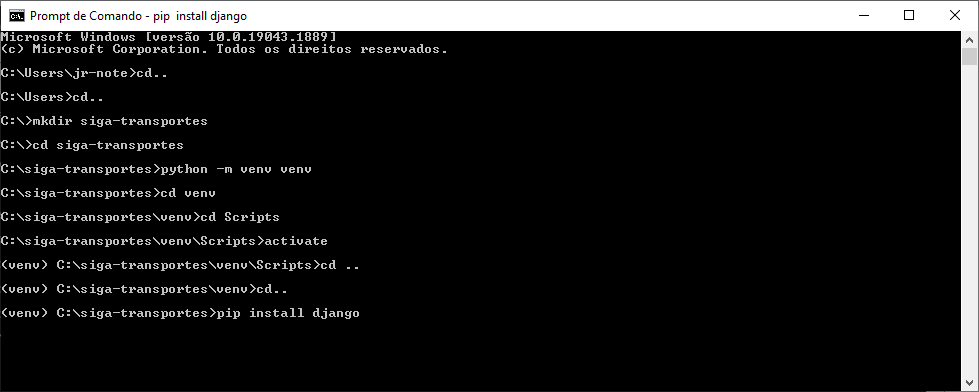 Prompt de Comando - pip  install django
Microsoft Windows [versão 10.0.19043.1889]
(c) Microsoft Corporation. Todos os direitos reservados.
C:\Users\jr-note>cd..
C:\Users>cd..
C:\>mkdir siga-transportes
C:\>cd siga-transportes
C:\siga-transportes>python -m venv venv
C:\siga-transportes>cd venv
C:\siga-transportes\venv>cd Scripts
C:\siga-transportes\venv\Scripts>activate
(venv) C:\siga-transportes\venv\Scripts>cd ..
(venv) C:\siga-transportes\venv>cd..
(venv) C:\siga-transportes>pip install django